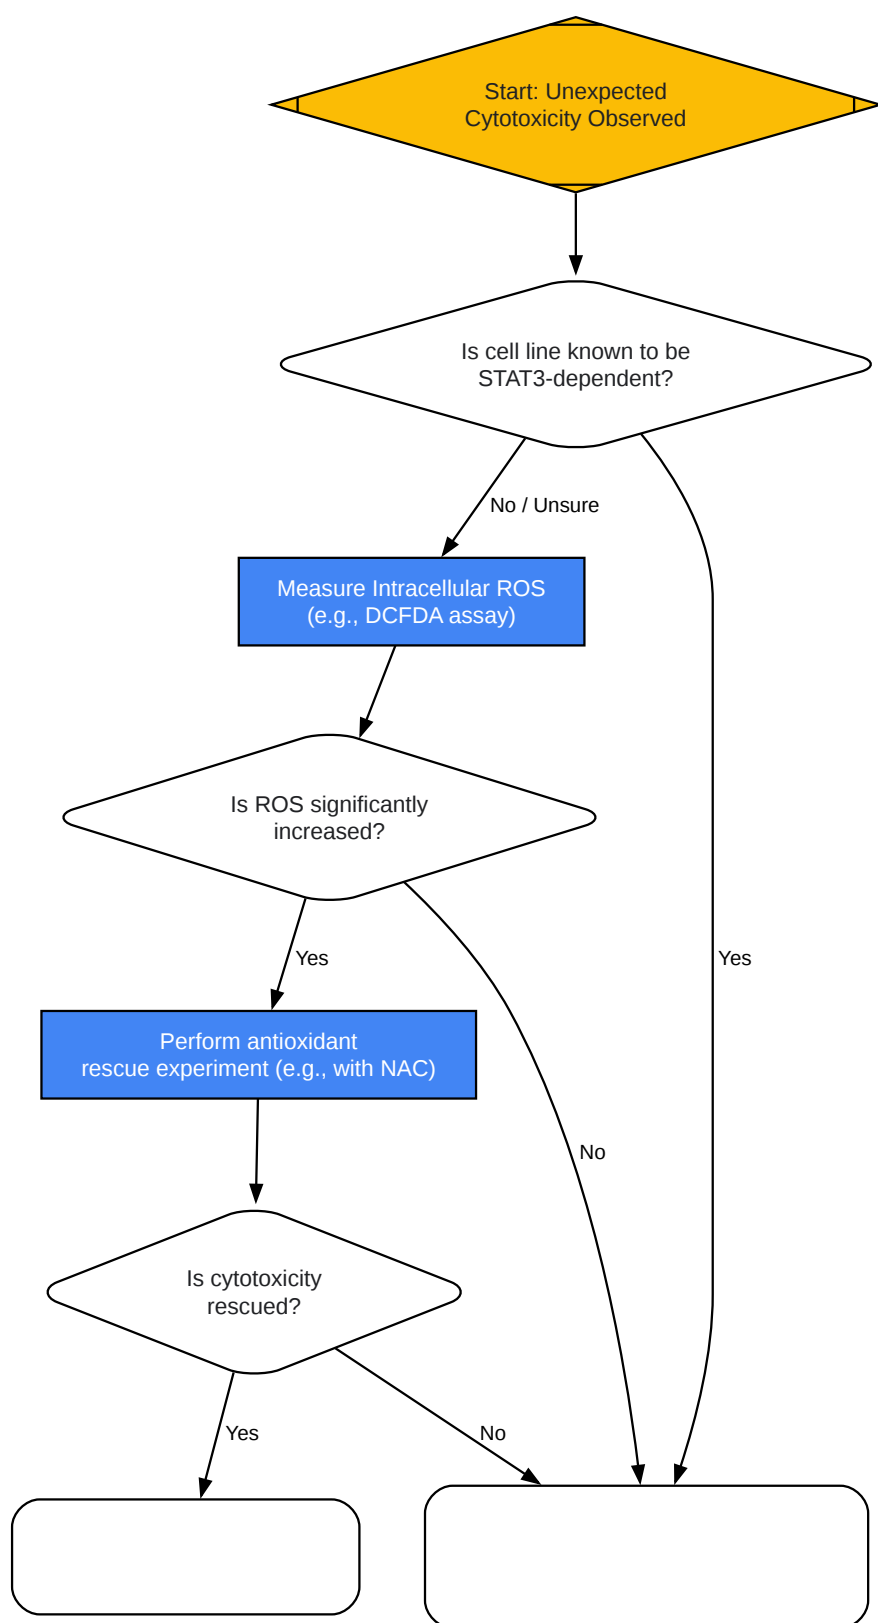 Start: Unexpected
Cytotoxicity Observed
Is cell line known to be
STAT3-dependent?
No / Unsure
Measure Intracellular ROS
(e.g., DCFDA assay)
Is ROS significantly
increased?
Yes
Yes
Perform antioxidant
rescue experiment (e.g., with NAC)
No
Is cytotoxicity
rescued?
Yes
No